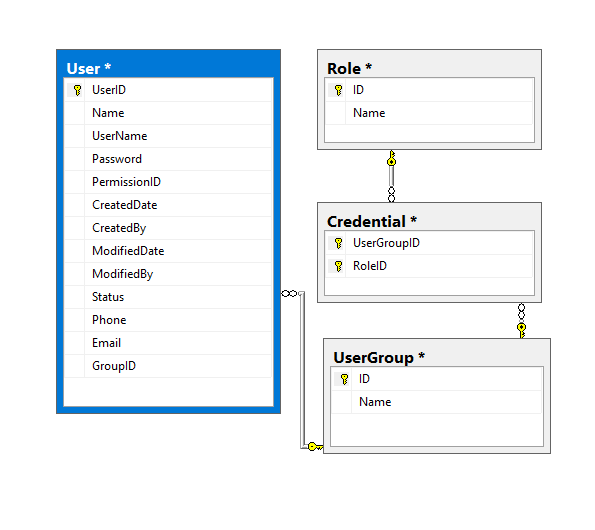 User *
UserID
Name
UserName
Password
PermissionID
CreatedDate
CreatedBy
ModifiedDate
ModifiedBy
Status
Phone
Email
GroupID
Role *
ID
Name
Credential *
UserGroupID
RoleID
UserGroup *
ID
Name